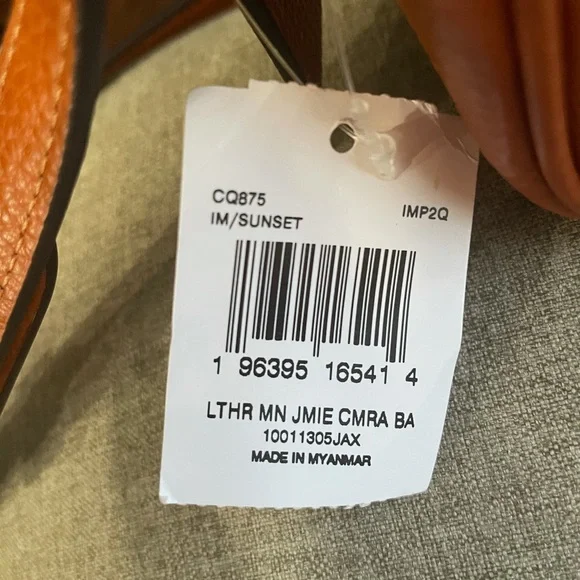 CQ875
IM/SUNSET
IMP2Q
1 96395 16541 4
LTHR MN JMIE CMRA BA
10011305JAX
MADE IN MYANMAR